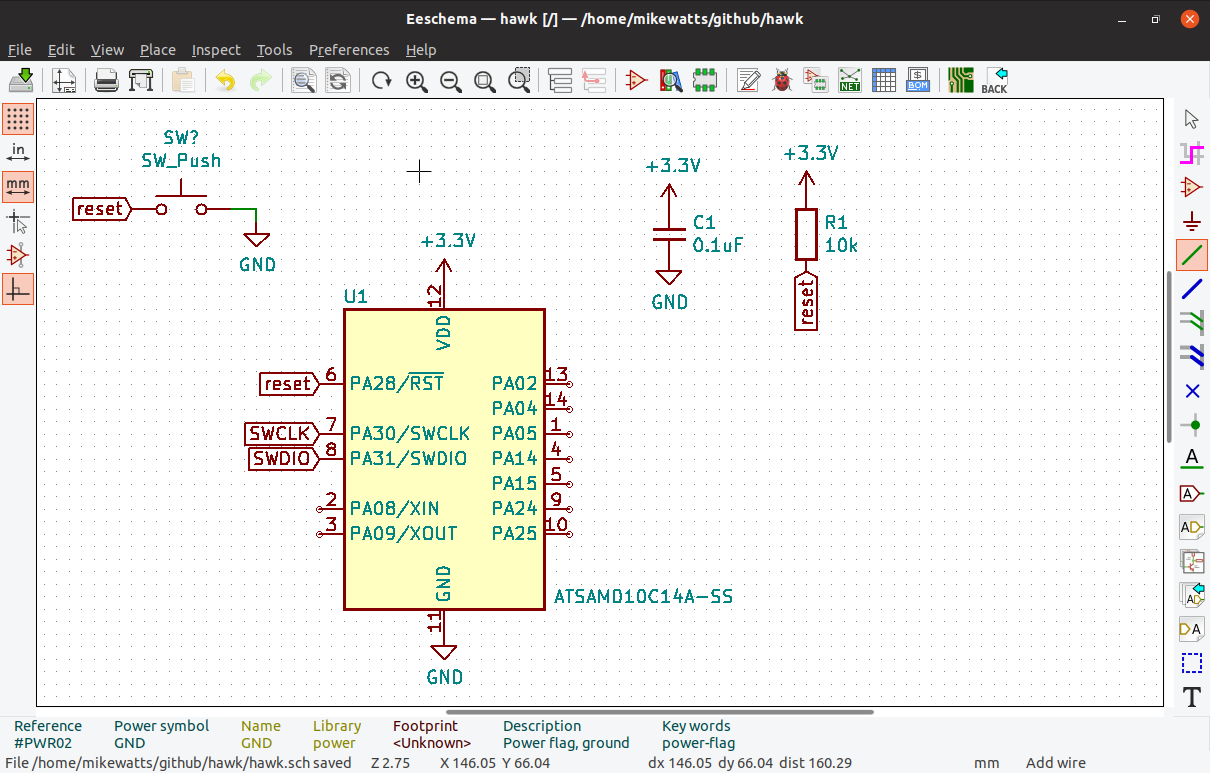 Eeschema — hawk [/] — /home/mikewatts/github/hawk
File Edit View Place Inspect Tools Preferences Help
NET
BOM
BACK
in
mm
SW?
SW_Push
reset
GND
+3.3V
C1
0.1uF
GND
+3.3V
R1
10k
reset
+3.3V
12
U1
VDD
reset 6 PA28/RST PA02 13
PA04 14
SWCLK 7 PA30/SWCLK PA05 1
SWDIO 8 PA31/SWDIO PA14 4
PA15 5
2 PA08/XIN PA24 9
3 PA09/XOUT PA25 10
GND
ATSAMD10C14A-SS
11
GND
A
A
AD
AD
DA
T
Reference Power symbol Name Library Footprint Description Key words
#PWR02 GND GND power <Unknown> Power flag, ground power-flag
File /home/mikewatts/github/hawk/hawk.sch saved Z 2.75 X 146.05 Y 66.04 dx 146.05 dy 66.04 dist 160.29 mm Add wire